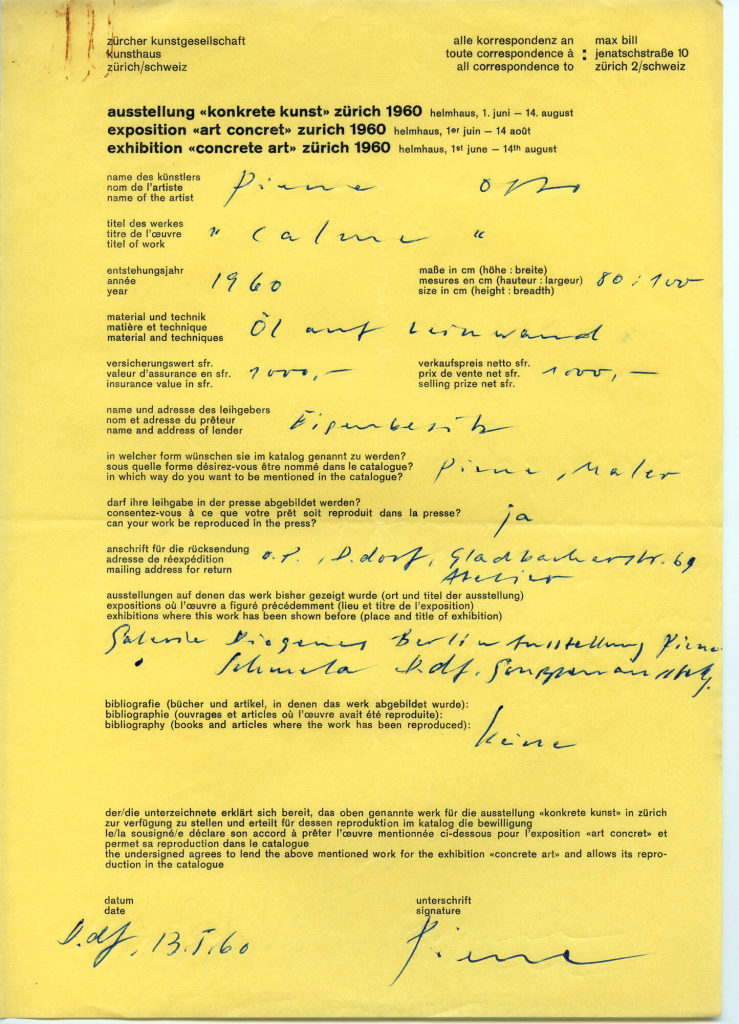 zürcher kunstgesellschaft
kunsthaus
zürich/schweiz
alle korrespondenz an
toute correspondence à :
all correspondence to
max bill
jenatschstraße 10
zürich 2/schweiz
ausstellung «konkrete kunst» zürich 1960 helmhaus, 1. juni – 14. august
exposition «art concret» zurich 1960 helmhaus, 1er juin – 14 août
exhibition «concrete art» zürich 1960 helmhaus, 1st june – 14th august
name des künstlers
nom de l'artiste
name of the artist
Piene Otto
titel des werkes
titre de l'œuvre
titel of work
" Calme "
entstehungsjahr
année
year
1960
maße in cm (höhe : breite)
mesures en cm (hauteur : largeur)
size in cm (height : breadth)
80 : 100
material und technik
matière et technique
material and techniques
Öl auf Leinwand
versicherungswert sfr.
valeur d'assurance en sfr.
insurance value in sfr.
1000,—
verkaufspreis netto sfr.
prix de vente net sfr.
selling prize net sfr.
1000,—
name und adresse des leihgebers
nom et adresse du prêteur
name and address of lender
Eigenbesitz
in welcher form wünschen sie im katalog genannt zu werden?
sous quelle forme désirez-vous être nommé dans le catalogue?
in which way do you want to be mentioned in the catalogue?
Piene, Maler
darf ihre leihgabe in der presse abgebildet werden?
consentez-vous à ce que votre prêt soit reproduit dans la presse?
can your work be reproduced in the press?
ja
anschrift für die rücksendung
adresse de réexpédition
mailing address for return
O.P., D.dorf, Gladbacherstr. 69
Atelier
ausstellungen auf denen das werk bisher gezeigt wurde (ort und titel der ausstellung)
expositions où l'œuvre a figuré précédemment (lieu et titre de l'exposition)
exhibitions where this work has been shown before (place and title of exhibition)
Galerie Diogenes Berlin Ausstellung Piene
Schmela D.df. Gruppenausstllg.
bibliografie (bücher und artikel, in denen das werk abgebildet wurde):
bibliographie (ouvrages et articles où l'œuvre avait été reproduite):
bibliography (books and articles where the work has been reproduced):
keine
der/die unterzeichnete erklärt sich bereit, das oben genannte werk für die ausstellung «konkrete kunst» in zürich
zur verfügung zu stellen und erteilt für dessen reproduktion im katalog die bewilligung
le/la sousigné/e déclare son accord à prêter l'œuvre mentionnée ci-dessous pour l'exposition «art concret» et
permet sa reproduction dans le catalogue
the undersigned agrees to lend the above mentioned work for the exhibition «concrete art» and allows its repro-
duction in the catalogue
datum
date
D.df, 13.V.60
unterschrift
signature
Piene